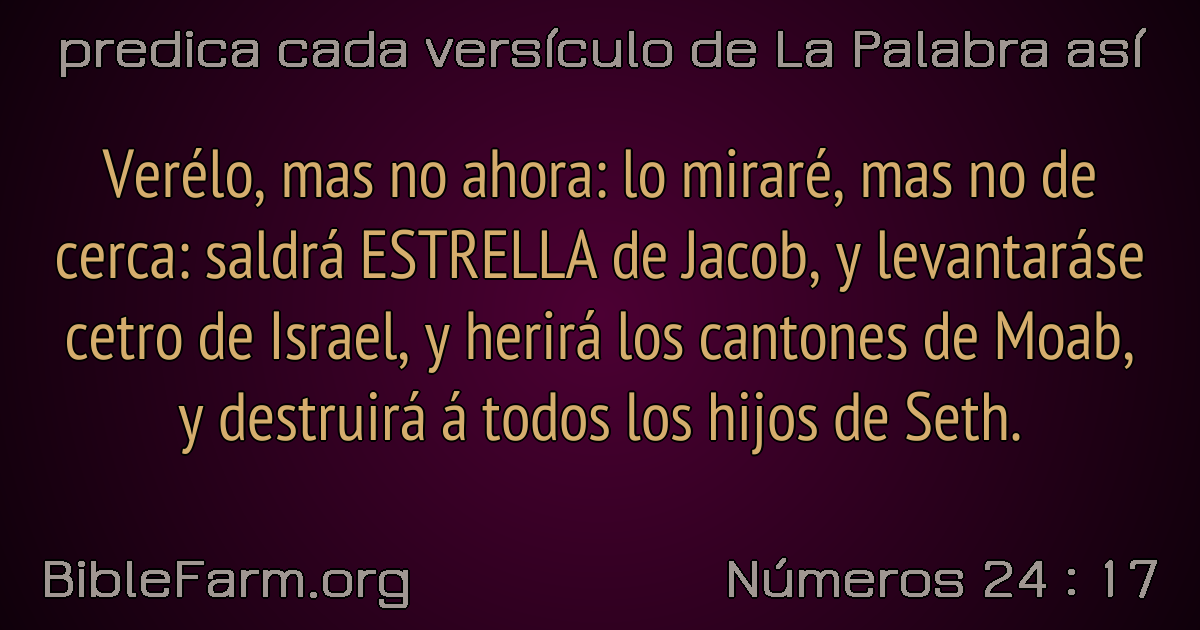 predica cada versículo de La Palabra así
Verélo, mas no ahora: lo miraré, mas no de
cerca: saldrá ESTRELLA de Jacob, y levantaráse
cetro de Israel, y herirá los cantones de Moab,
y destruirá á todos los hijos de Seth.
BibleFarm.org
Números 24 : 17